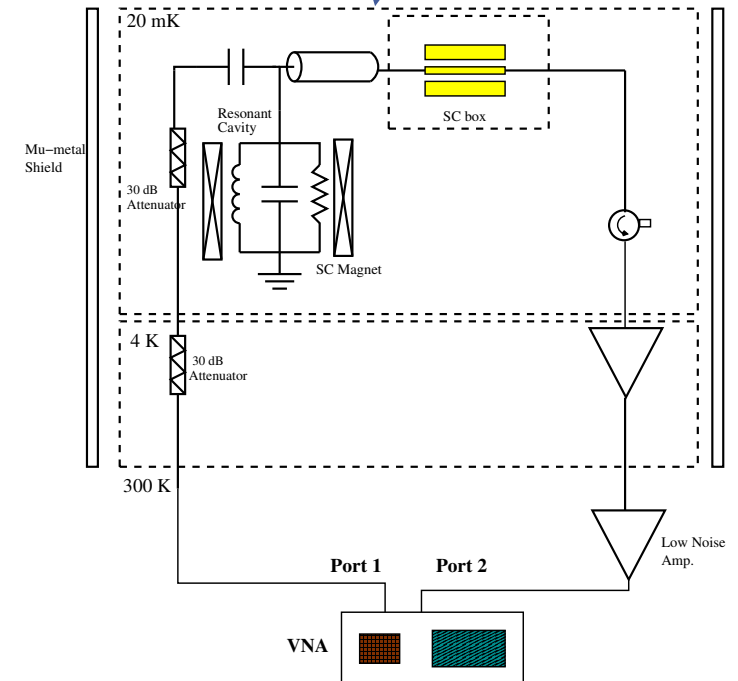 20 mK
Resonant
Cavity
SC box
Mu−metal
Shield
30 dB
Attenuator
SC Magnet
4 K
30 dB
Attenuator
300 K
Low Noise
Amp.
Port 1
Port 2
VNA